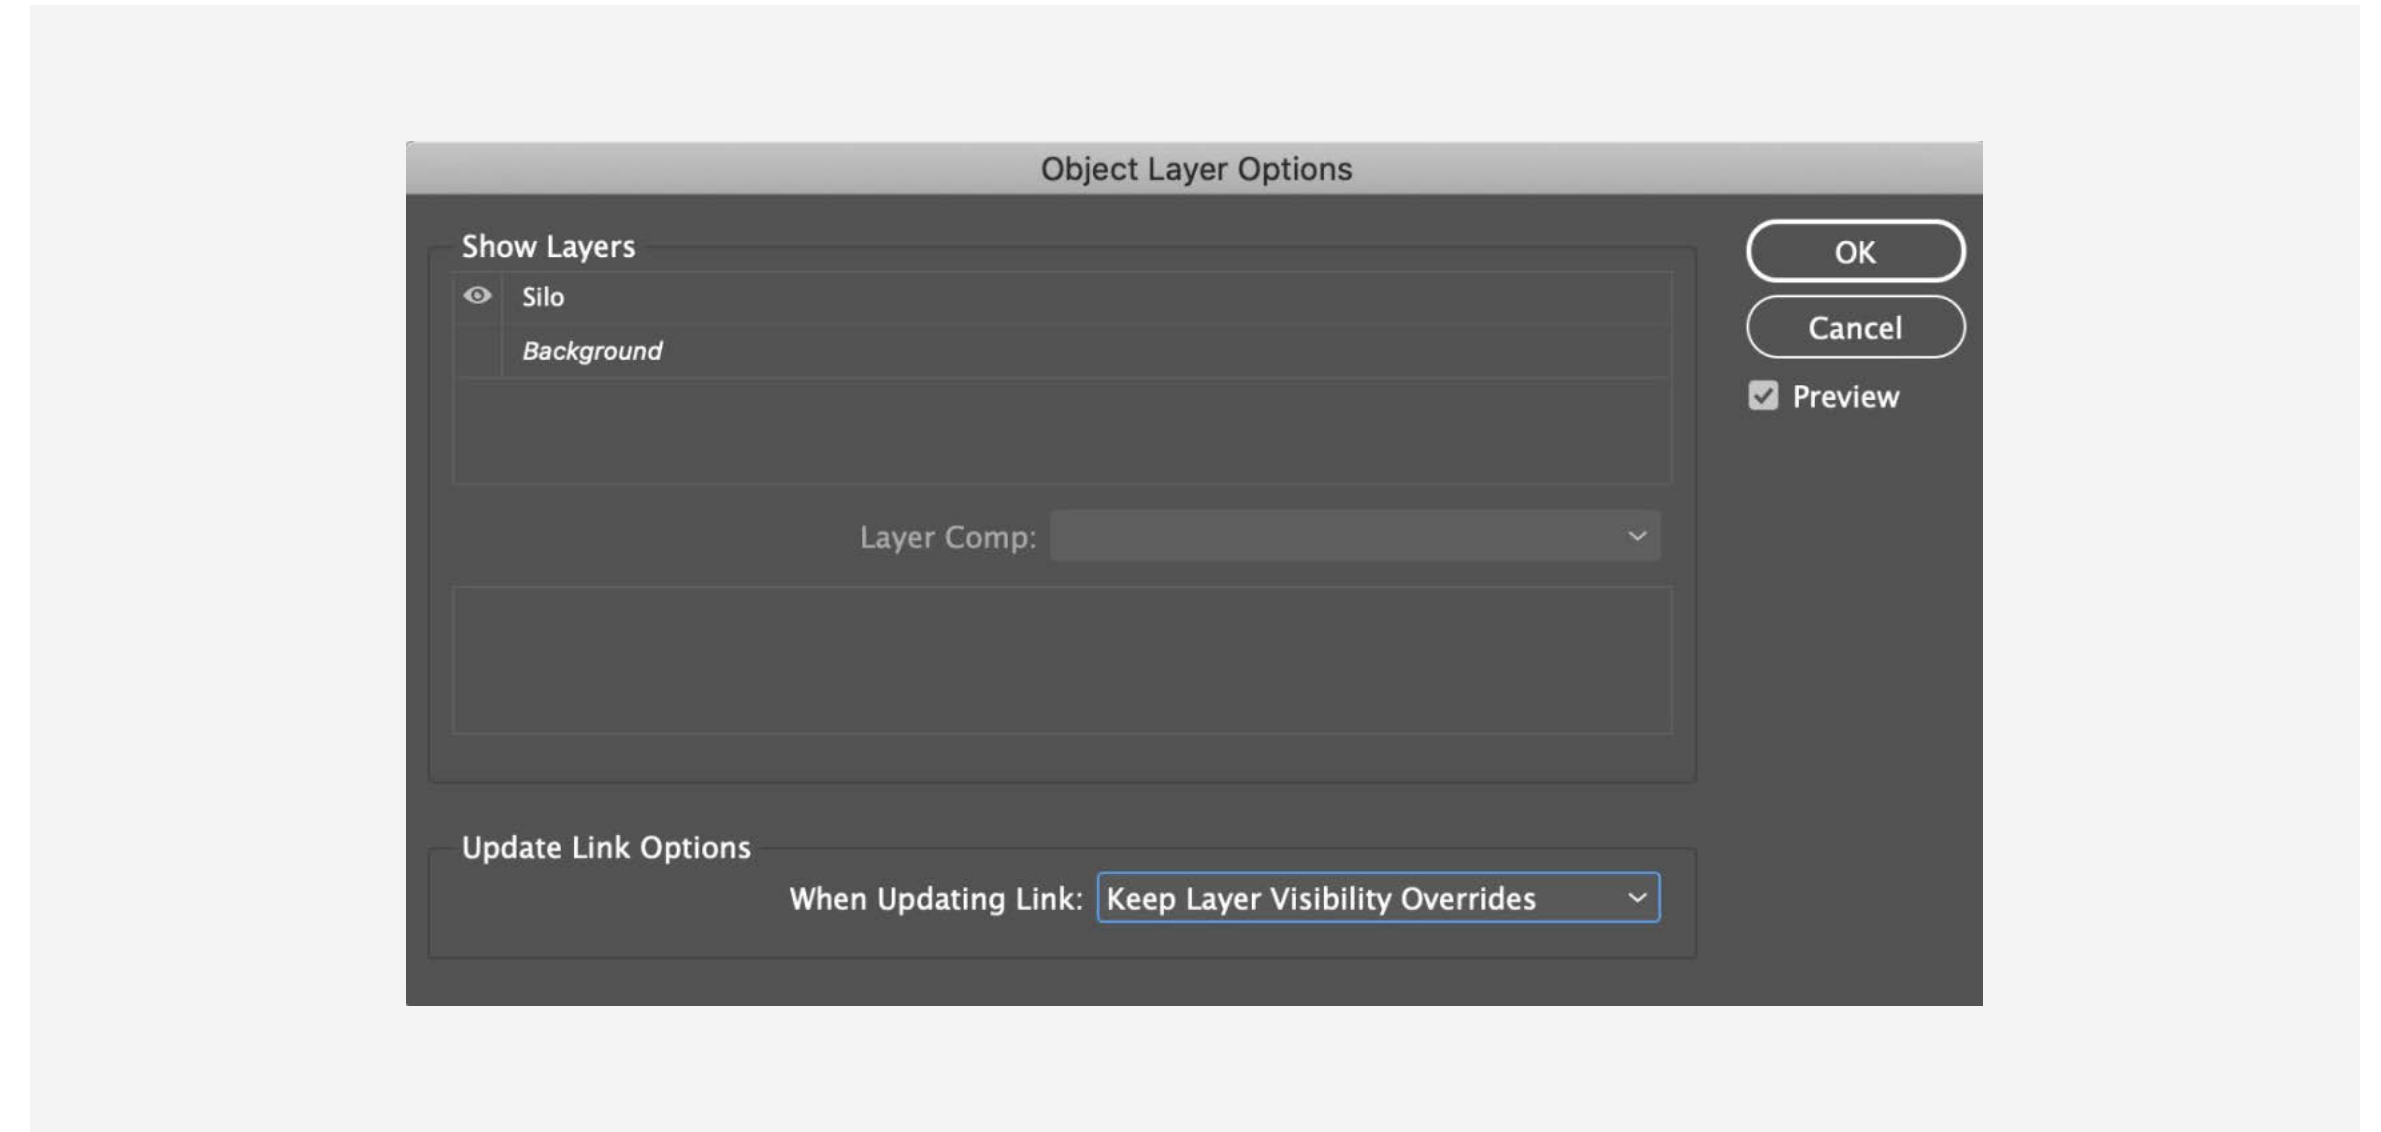 Object Layer Options
Show Layers
Silo
Background
Layer Comp:
Update Link Options
When Updating Link: Keep Layer Visibility Overrides
OK
Cancel
Preview